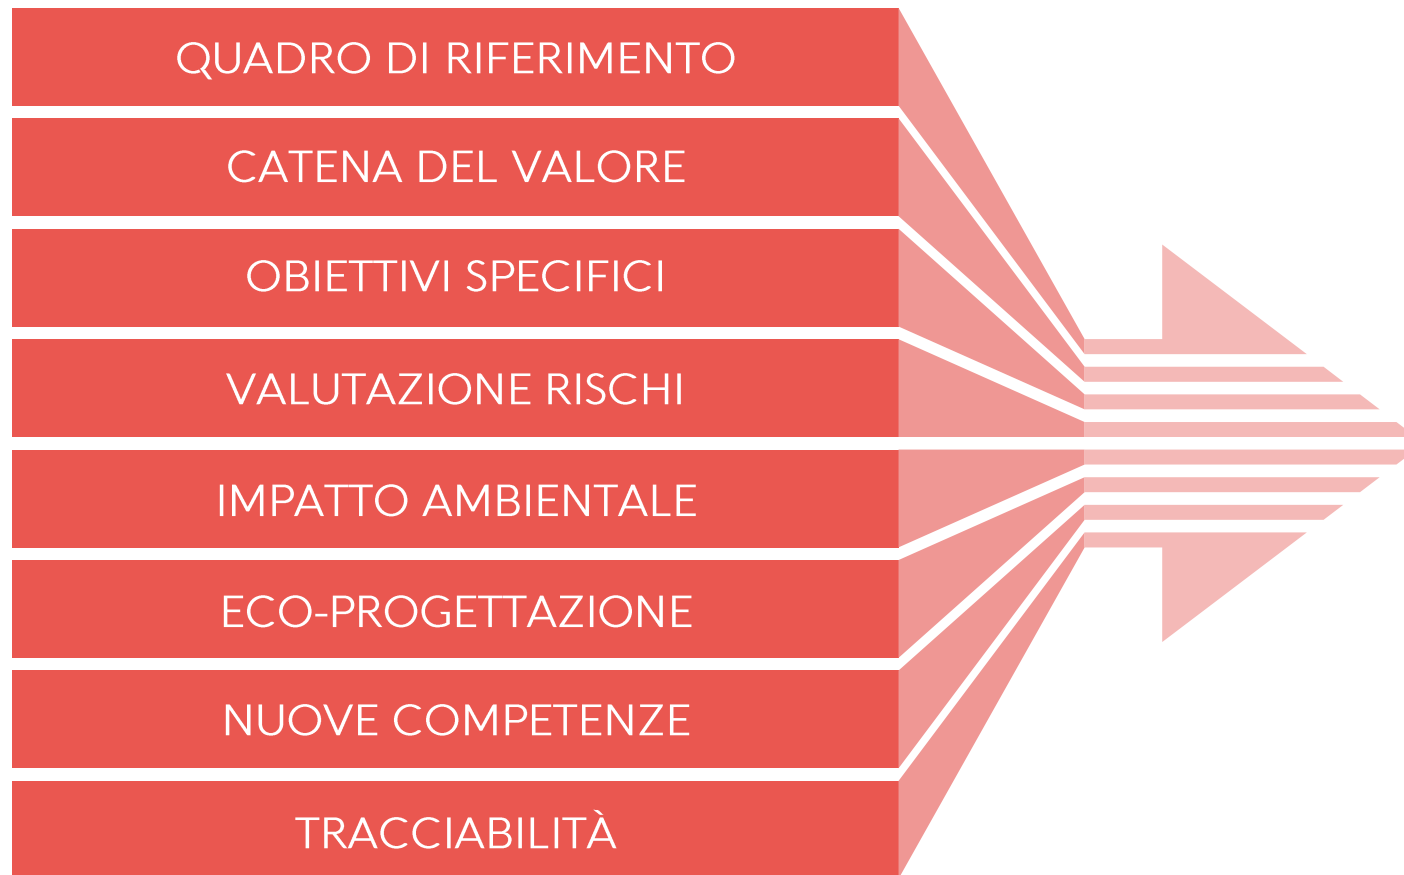 QUADRO DI RIFERIMENTO
CATENA DEL VALORE
OBIETTIVI SPECIFICI
VALUTAZIONE RISCHI
IMPATTO AMBIENTALE
ECO-PROGETTAZIONE
NUOVE COMPETENZE
TRACCIABILITÀ